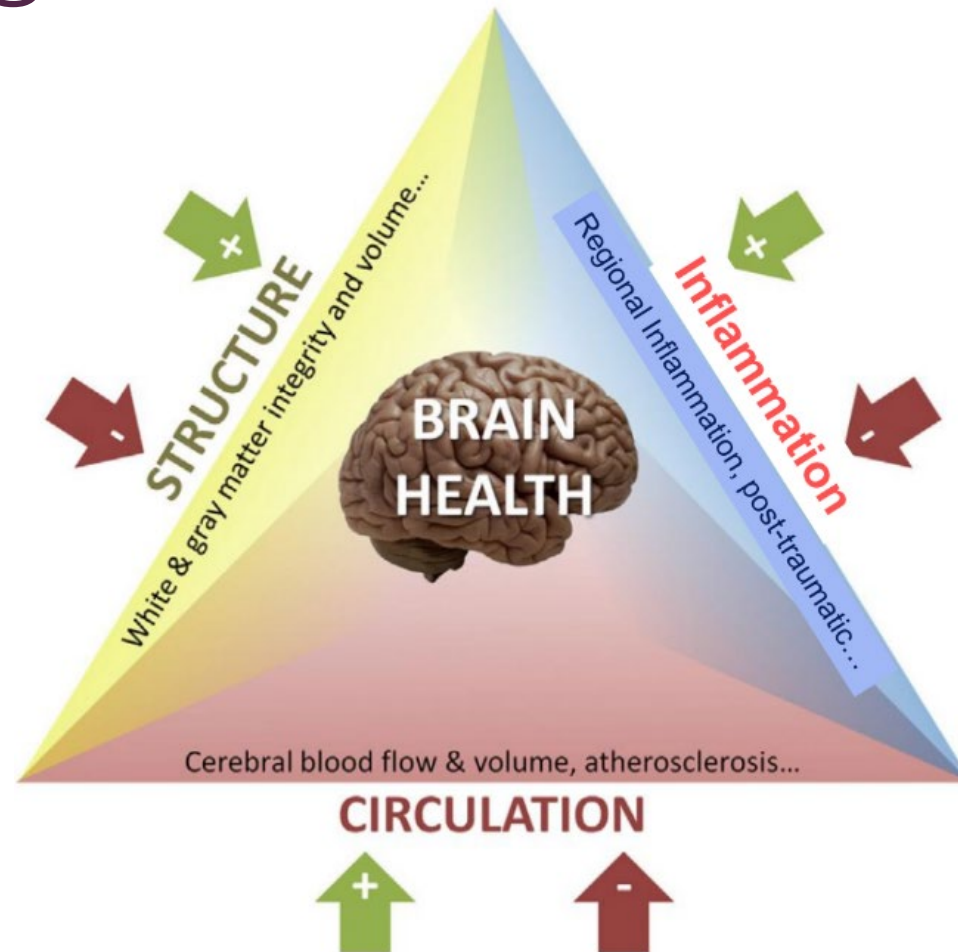 STRUCTURE
White & gray matter integrity and volume...
+
-
Inflammation
Regional Inflammation, post-traumatic...
+
-
BRAIN
HEALTH
Cerebral blood flow & volume, atherosclerosis...
CIRCULATION
+
-